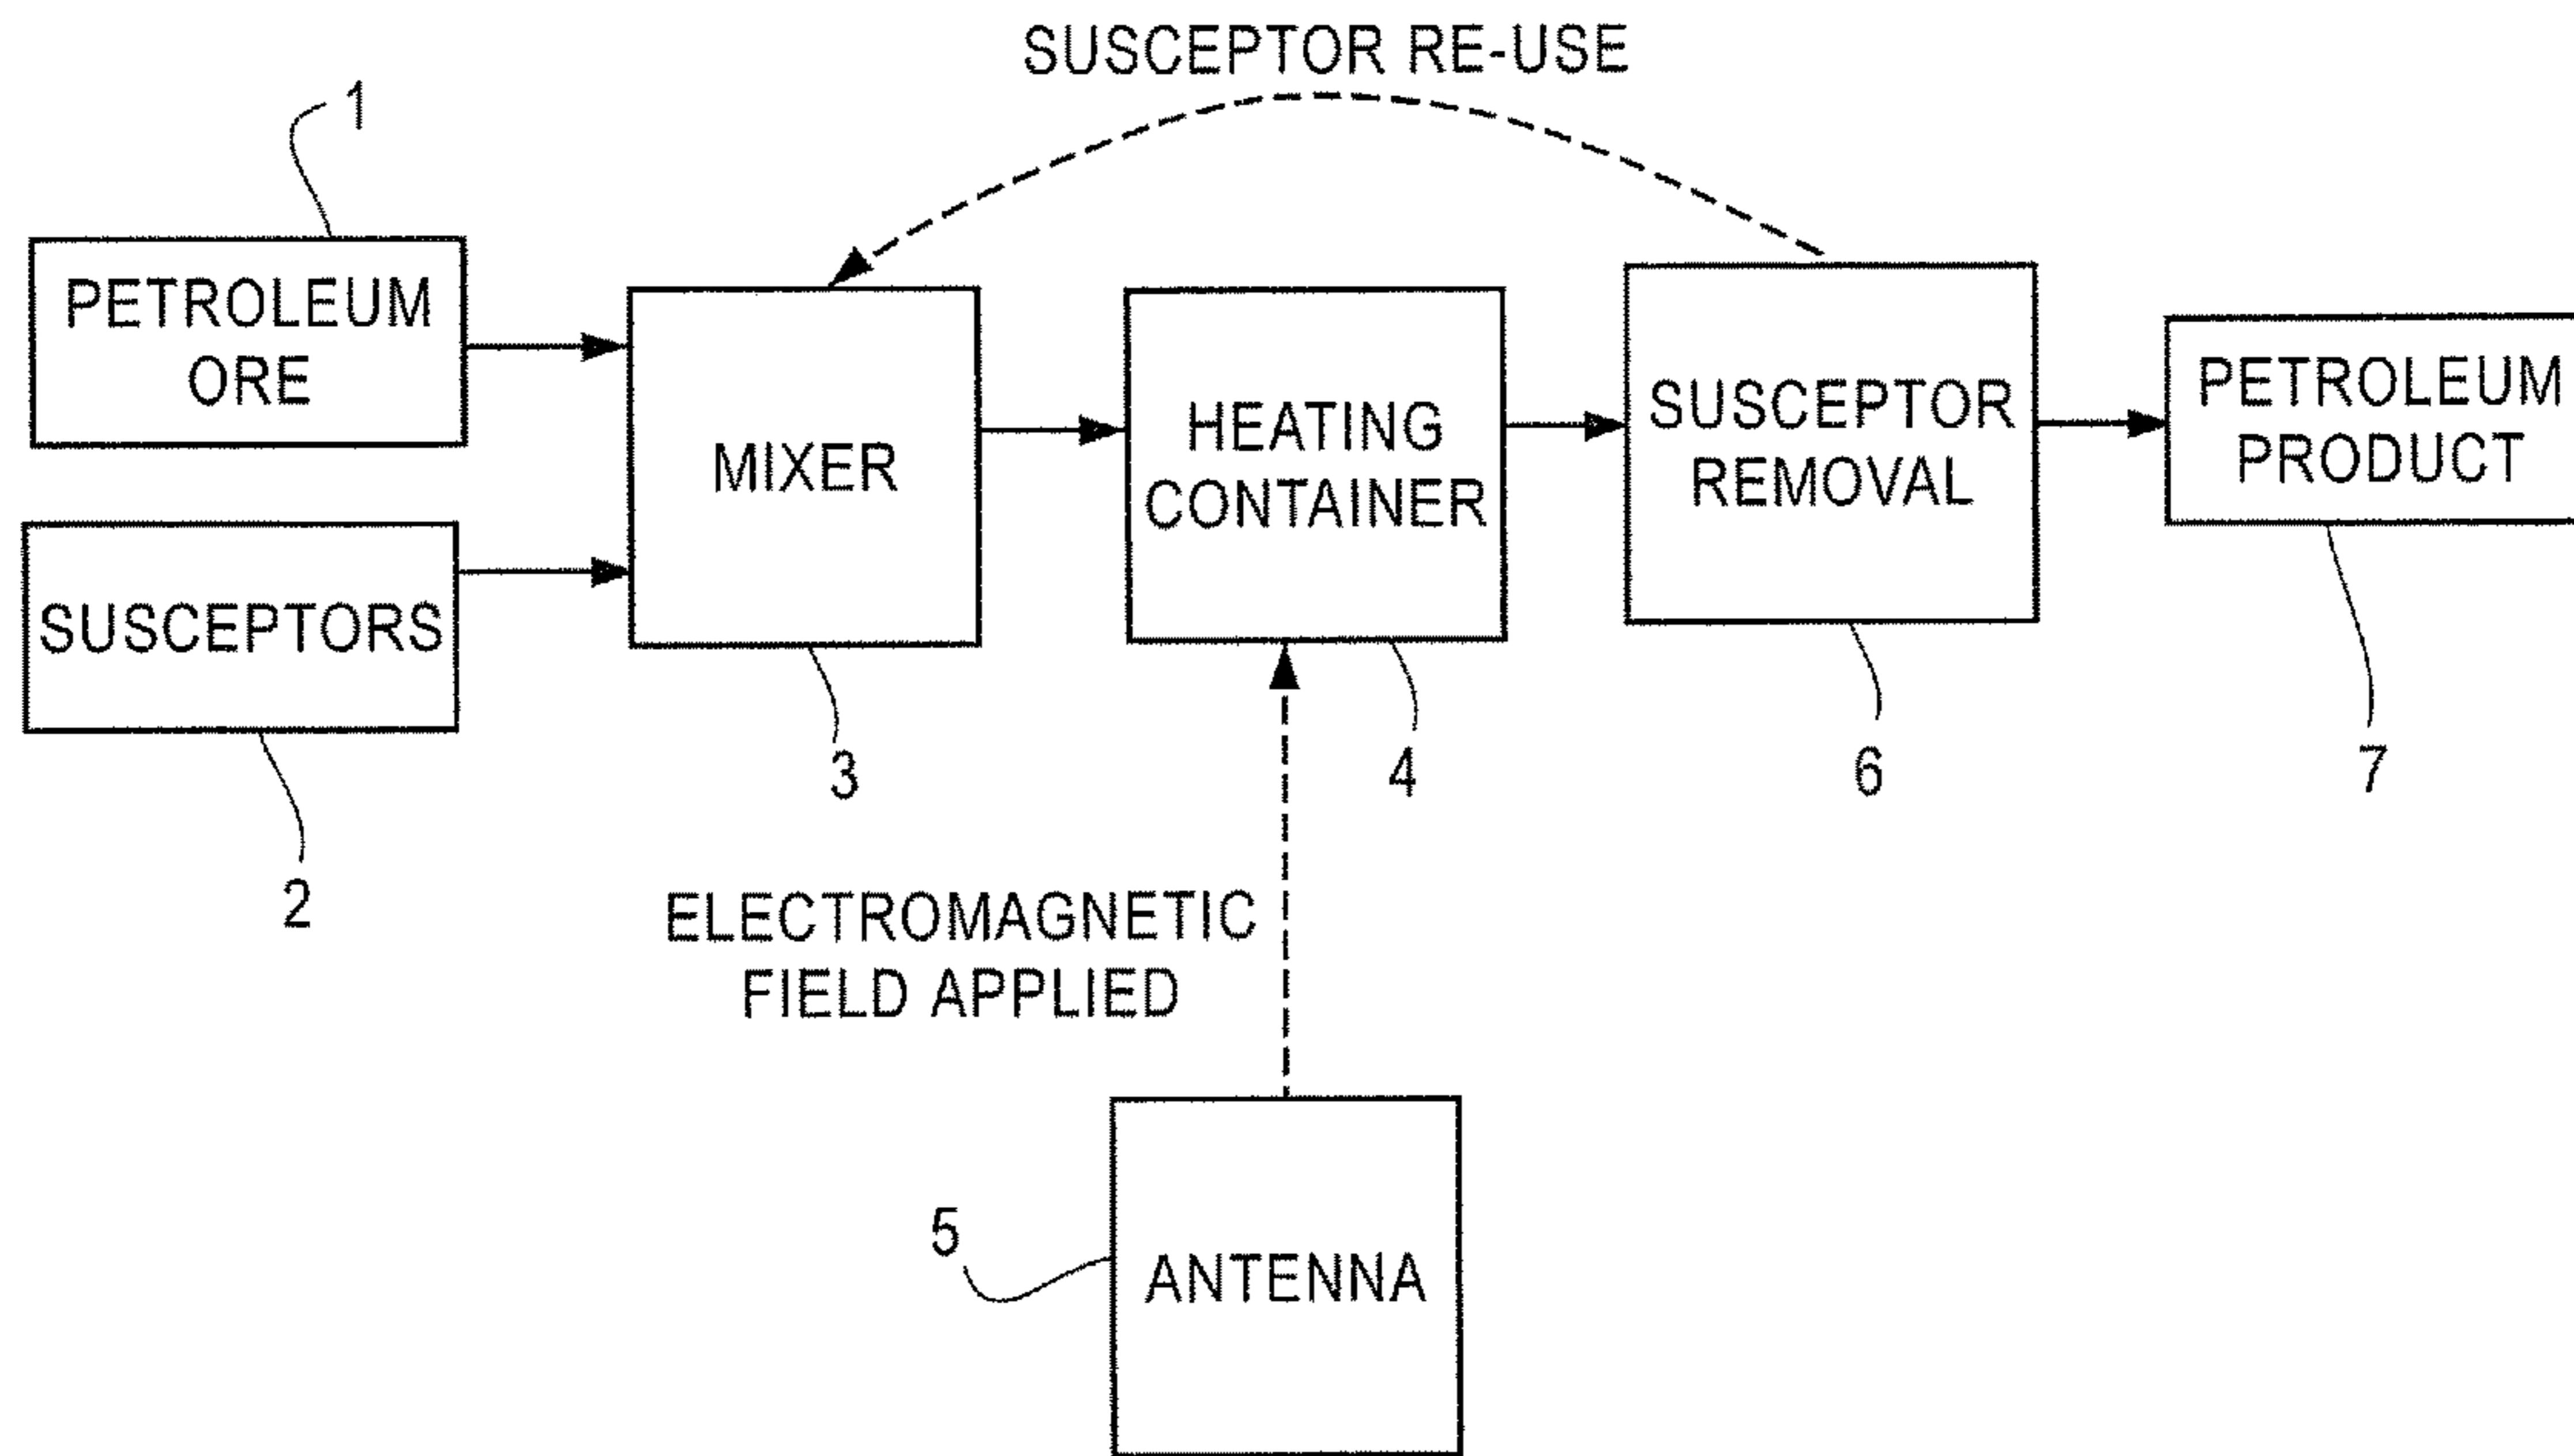 SUSCEPTOR RE-USE
1
PETROLEUM
ORE
SUSCEPTORS
2
MIXER
3
HEATING
CONTAINER
4
SUSCEPTOR
REMOVAL
6
PETROLEUM
PRODUCT
7
ELECTROMAGNETIC
FIELD APPLIED
5
ANTENNA